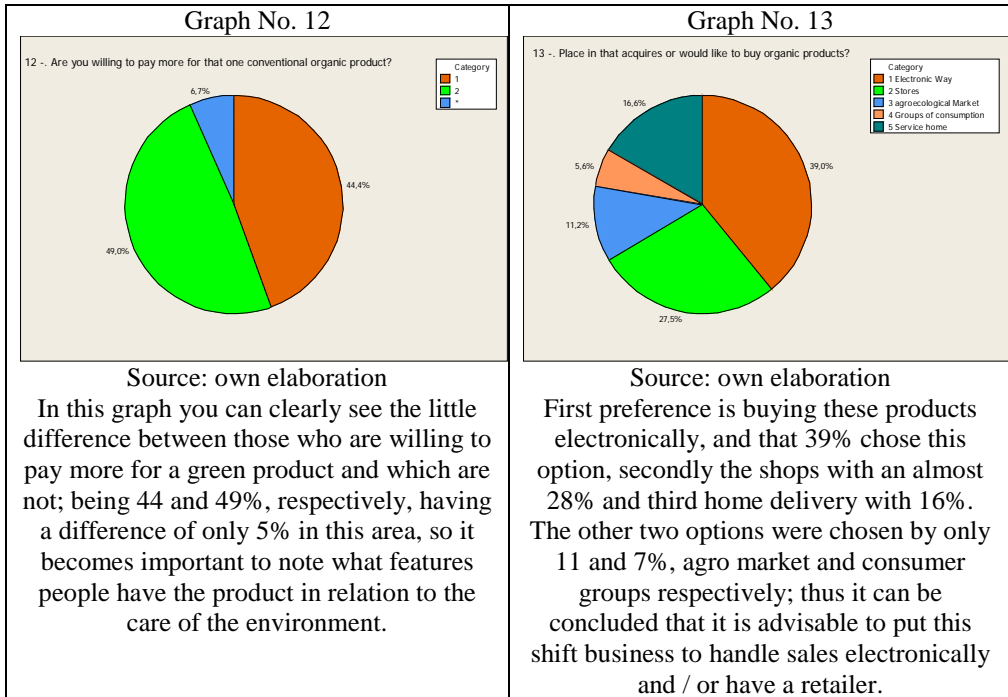 Graph No. 12
12 -. Are you willing to pay more for that one conventional organic product?
Category
1
2
*
6,7%
44,4%
49,0%
Source: own elaboration
In this graph you can clearly see the little
difference between those who are willing to
pay more for a green product and which are
not; being 44 and 49%, respectively, having
a difference of only 5% in this area, so it
becomes important to note what features
people have the product in relation to the
care of the environment.
Graph No. 13
13 -. Place in that acquires or would like to buy organic products?
Category
1 Electronic Way
2 Stores
3 agroecological Market
4 Groups of consumption
5 Service home
16,6%
39,0%
5,6%
11,2%
27,5%
Source: own elaboration
First preference is buying these products
electronically, and that 39% chose this
option, secondly the shops with an almost
28% and third home delivery with 16%.
The other two options were chosen by only
11 and 7%, agro market and consumer
groups respectively; thus it can be
concluded that it is advisable to put this
shift business to handle sales electronically
and / or have a retailer.